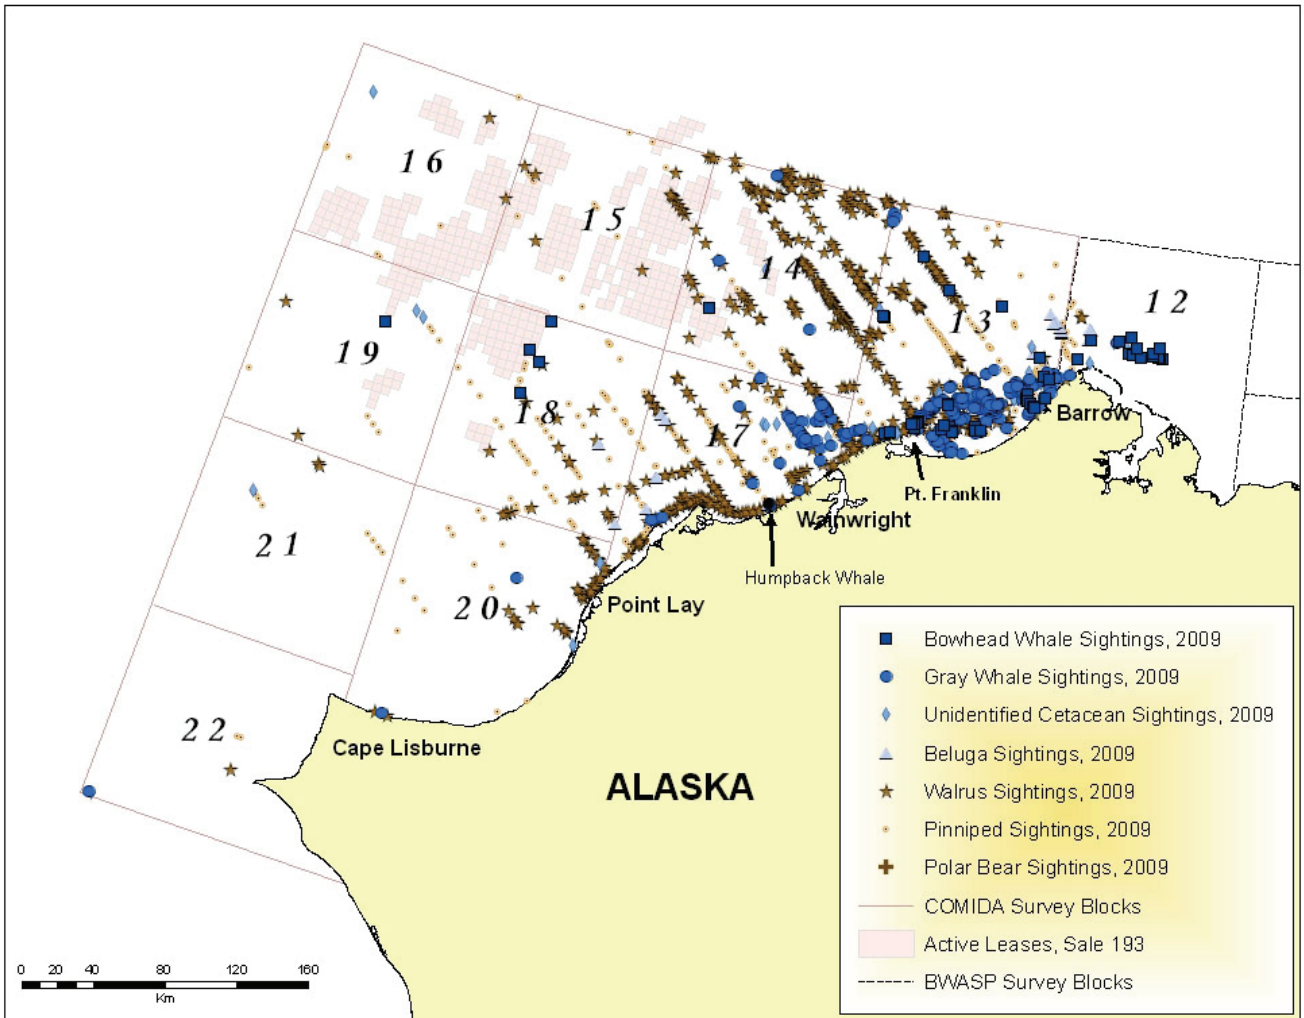 16
15
14
13
12
19
18
17
Barrow
Pt. Franklin
Wainwright
21
20
Humpback Whale
Point Lay
22
Cape Lisburne
ALASKA
Bowhead Whale Sightings, 2009
Gray Whale Sightings, 2009
Unidentified Cetacean Sightings, 2009
Beluga Sightings, 2009
Walrus Sightings, 2009
Pinniped Sightings, 2009
Polar Bear Sightings, 2009
COMIDA Survey Blocks
Active Leases, Sale 193
BWASP Survey Blocks
0 20 40 80 120 160
Km